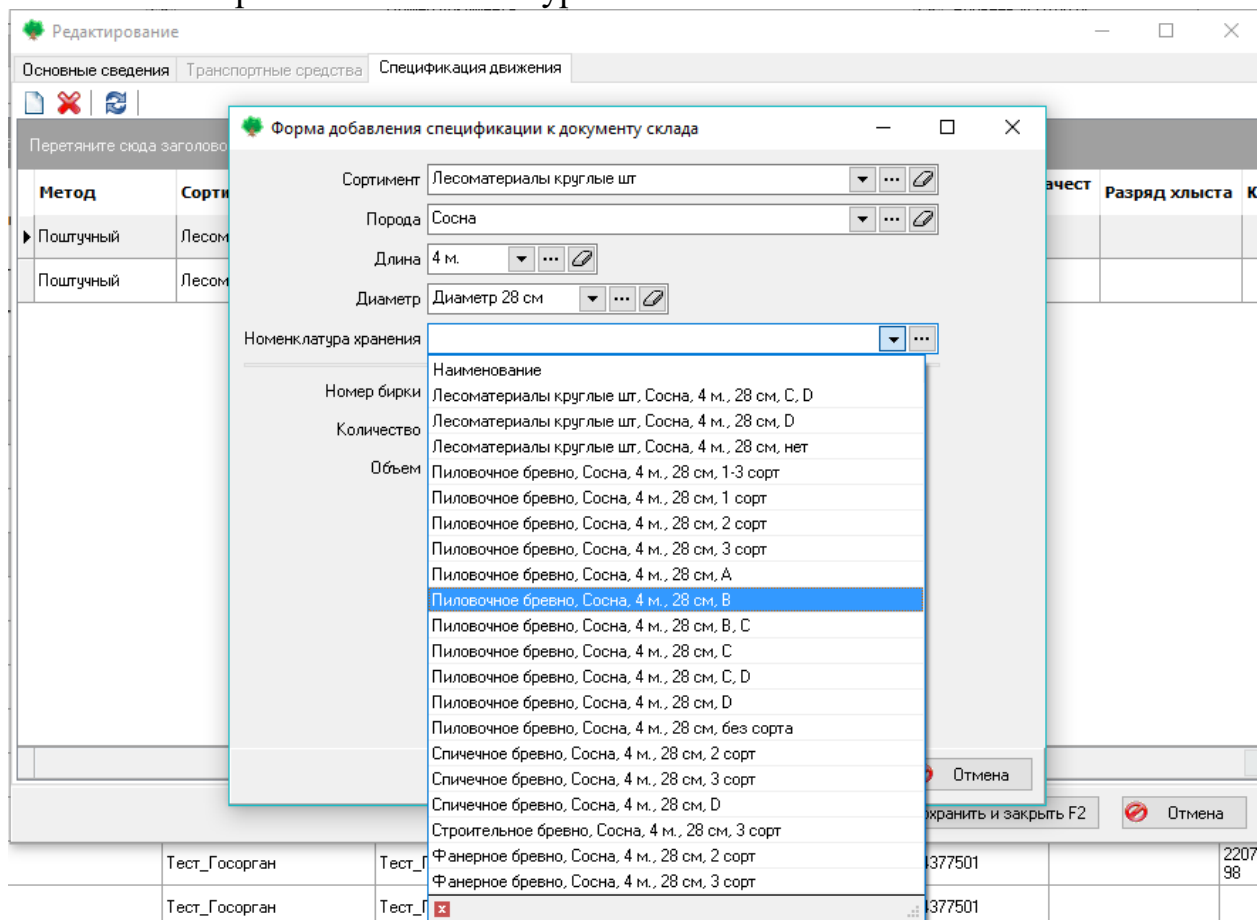 Редактирование
Основные сведения Транспортные средства Спецификация движения
Форма добавления спецификации к документу склада
Перетяните сюда
Сортимент Лесоматериалы круглые шт
Метод Разряд хлыста
Порода Сосна
Поштучный
Длина 4 м.
Поштучный
Диаметр Диаметр 28 см
Номенклатура хранения
Наименование
Номер бирки
Лесоматериалы круглые шт, Сосна, 4 м., 28 см, C, D
Лесоматериалы круглые шт, Сосна, 4 м., 28 см, D
Количество
Лесоматериалы круглые шт, Сосна, 4 м., 28 см, нет
Объем
Пиловочное бревно, Сосна, 4 м., 28 см, 1-3 сорт
Пиловочное бревно, Сосна, 4 м., 28 см, 1 сорт
Пиловочное бревно, Сосна, 4 м., 28 см, 2 сорт
Пиловочное бревно, Сосна, 4 м., 28 см, 3 сорт
Пиловочное бревно, Сосна, 4 м., 28 см, A
Пиловочное бревно, Сосна, 4 м., 28 см, B
Пиловочное бревно, Сосна, 4 м., 28 см, B, C
Пиловочное бревно, Сосна, 4 м., 28 см, C
Пиловочное бревно, Сосна, 4 м., 28 см, C, D
Пиловочное бревно, Сосна, 4 м., 28 см, D
Пиловочное бревно, Сосна, 4 м., 28 см, без сорта
Спичечное бревно, Сосна, 4 м., 28 см, 2 сорт
Спичечное бревно, Сосна, 4 м., 28 см, 3 сорт
Отмена
Спичечное бревно, Сосна, 4 м., 28 см, D
и закрыть F2 Отмена
Строительное бревно, Сосна, 4 м., 28 см, 3 сорт
Фанерное бревно, Сосна, 4 м., 28 см, 2 сорт
Фанерное бревно, Сосна, 4 м., 28 см, 3 сорт
Тест_Госорган 4377501 2207
98
Тест_Госорган 4377501